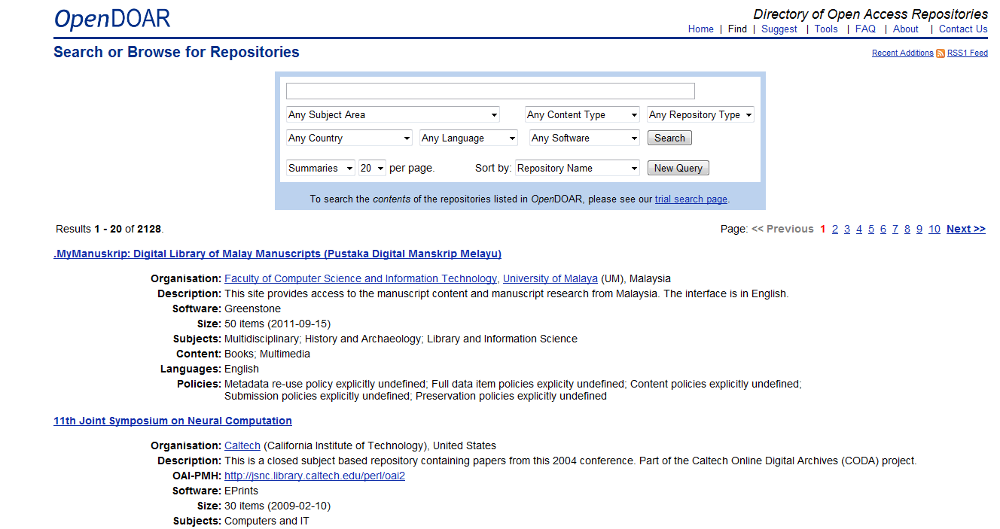 OpenDOAR
Directory of Open Access Repositories
Home | Find | Suggest | Tools | FAQ | About | Contact Us
Search or Browse for Repositories
Recent Additions RSS1 Feed
Any Subject Area Any Content Type Any Repository Type
Any Country Any Language Any Software Search
Summaries 20 per page. Sort by: Repository Name New Query
To search the contents of the repositories listed in OpenDOAR, please see our trial search page.
Results 1 - 20 of 2128.
Page: << Previous 1 2 3 4 5 6 7 8 9 10 Next >>
.MyManuskrip: Digital Library of Malay Manuscripts (Pustaka Digital Manskrip Melayu)
Organisation: Faculty of Computer Science and Information Technology, University of Malaya (UM), Malaysia
Description: This site provides access to the manuscript content and manuscript research from Malaysia. The interface is in English.
Software: Greenstone
Size: 50 items (2011-09-15)
Subjects: Multidisciplinary; History and Archaeology; Library and Information Science
Content: Books; Multimedia
Languages: English
Policies: Metadata re-use policy explicitly undefined; Full data item policies explicity undefined; Content policies explicitly undefined;
Submission policies explicitly undefined; Preservation policies explicitly undefined
11th Joint Symposium on Neural Computation
Organisation: Caltech (California Institute of Technology), United States
Description: This is a closed subject based repository containing papers from this 2004 conference. Part of the Caltech Online Digital Archives (CODA) project.
OAI-PMH: http://jsnc.library.caltech.edu/perl/oai2
Software: EPrints
Size: 30 items (2009-02-10)
Subjects: Computers and IT